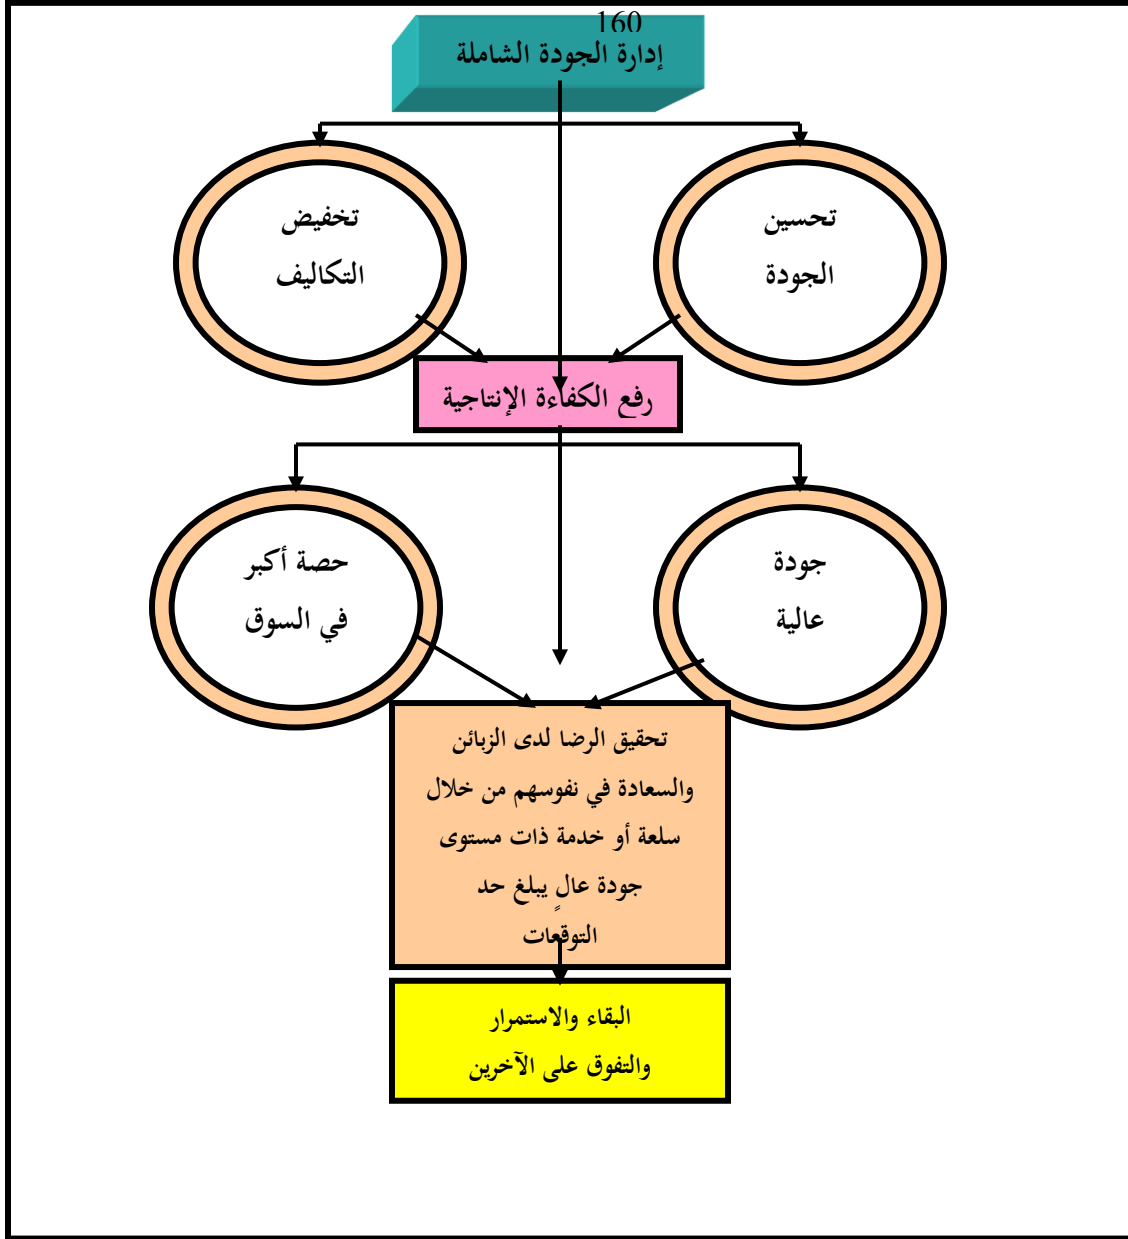 160
إدارة الجودة الشاملة
تحسين
الجودة
تخفيض
التكاليف
رفع الكفاءة الإنتاجية
جودة
عالية
حصة أكبر
في السوق
تحقيق الرضا لدى الزبائن
والسعادة في نفوسهم من خلال
سلعة أو خدمة ذات مستوى
جودة عالٍ يبلغ حد
التوقعات
البقاء والاستمرار
والتفوق على الآخرين